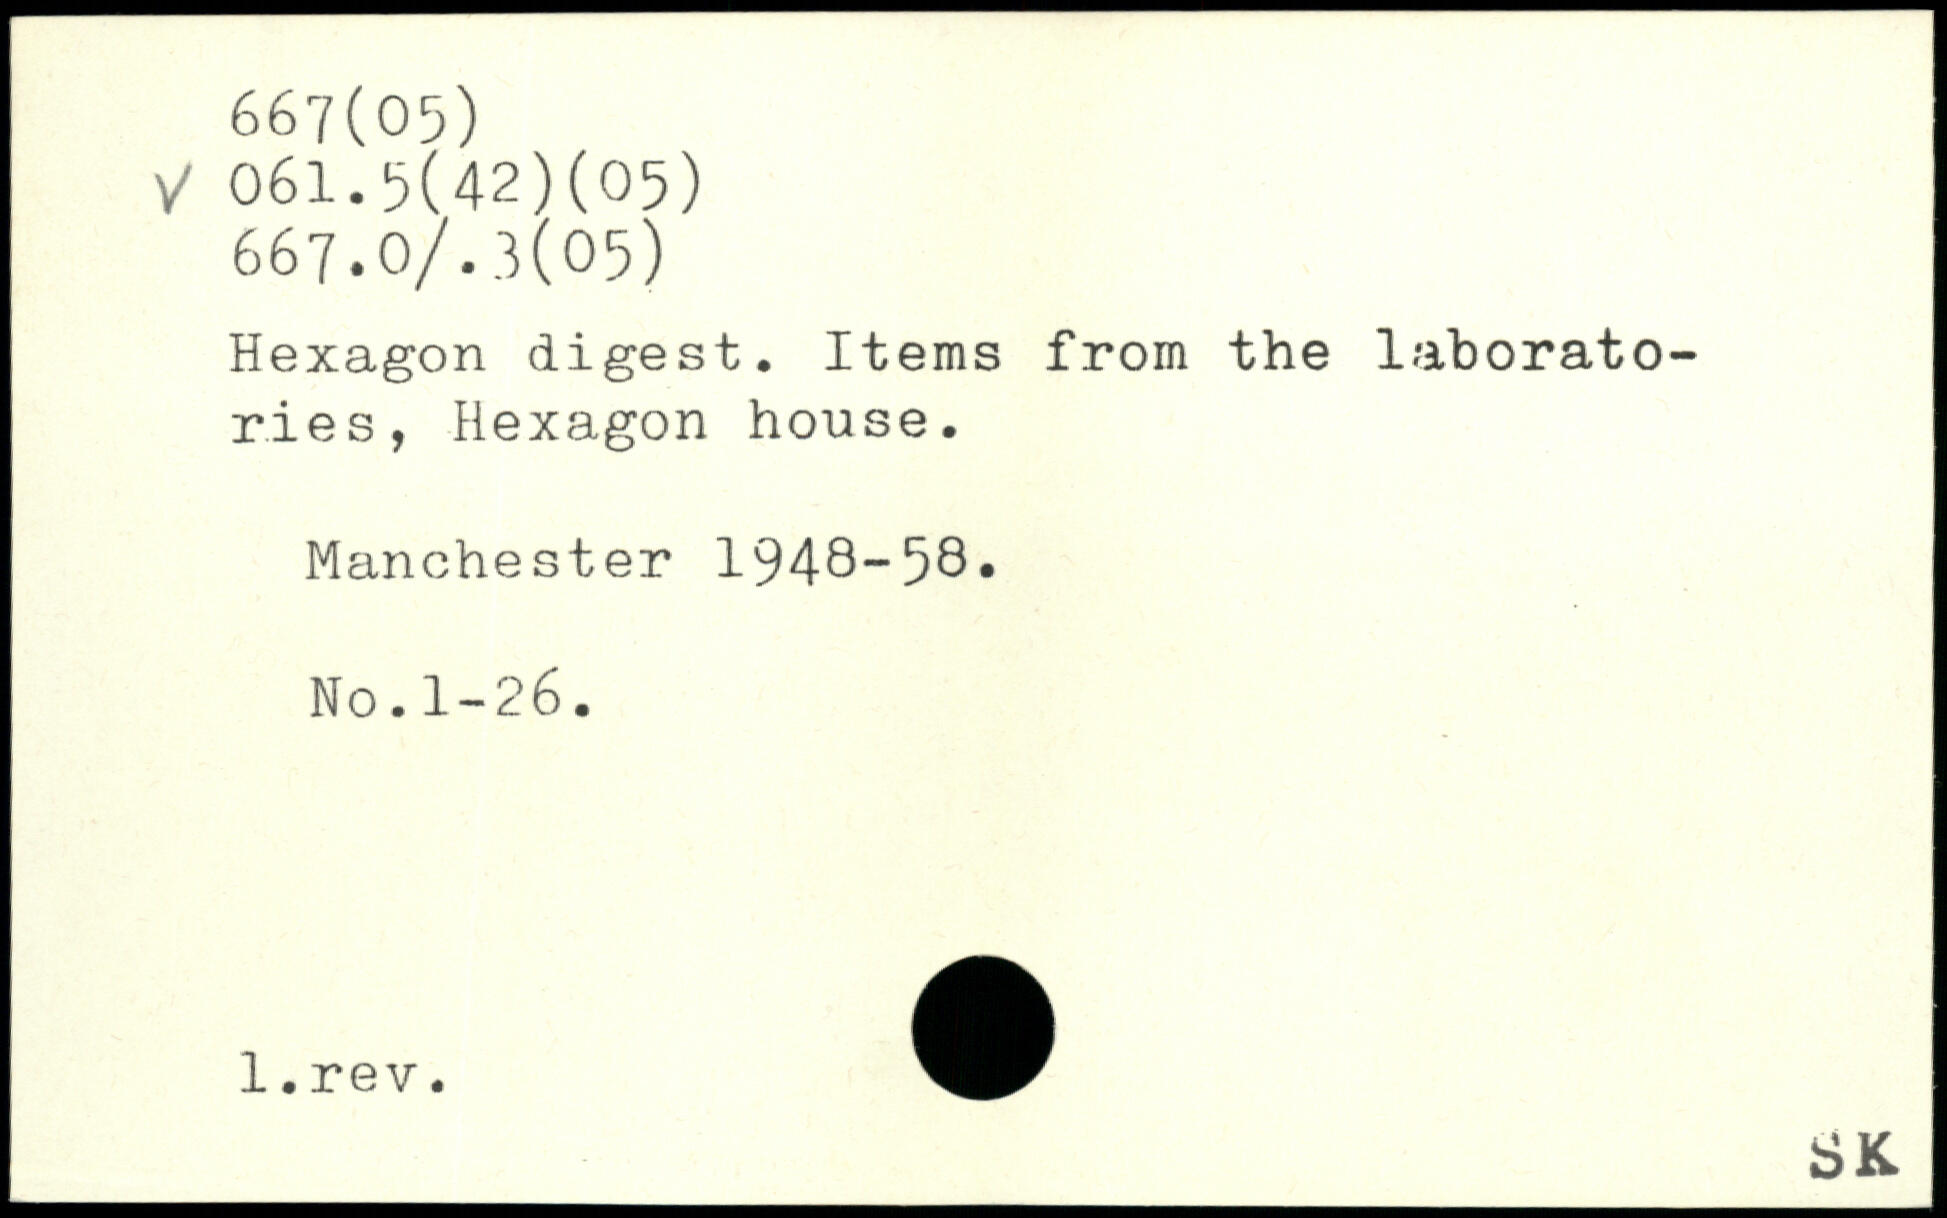 667(05)
✓ 061.5(42)(05)
667.0/.3(05)
Hexagon digest. Items from the laborato-
ries, Hexagon house.
Manchester 1948-58.
No.1-26.
1.rev.
SK